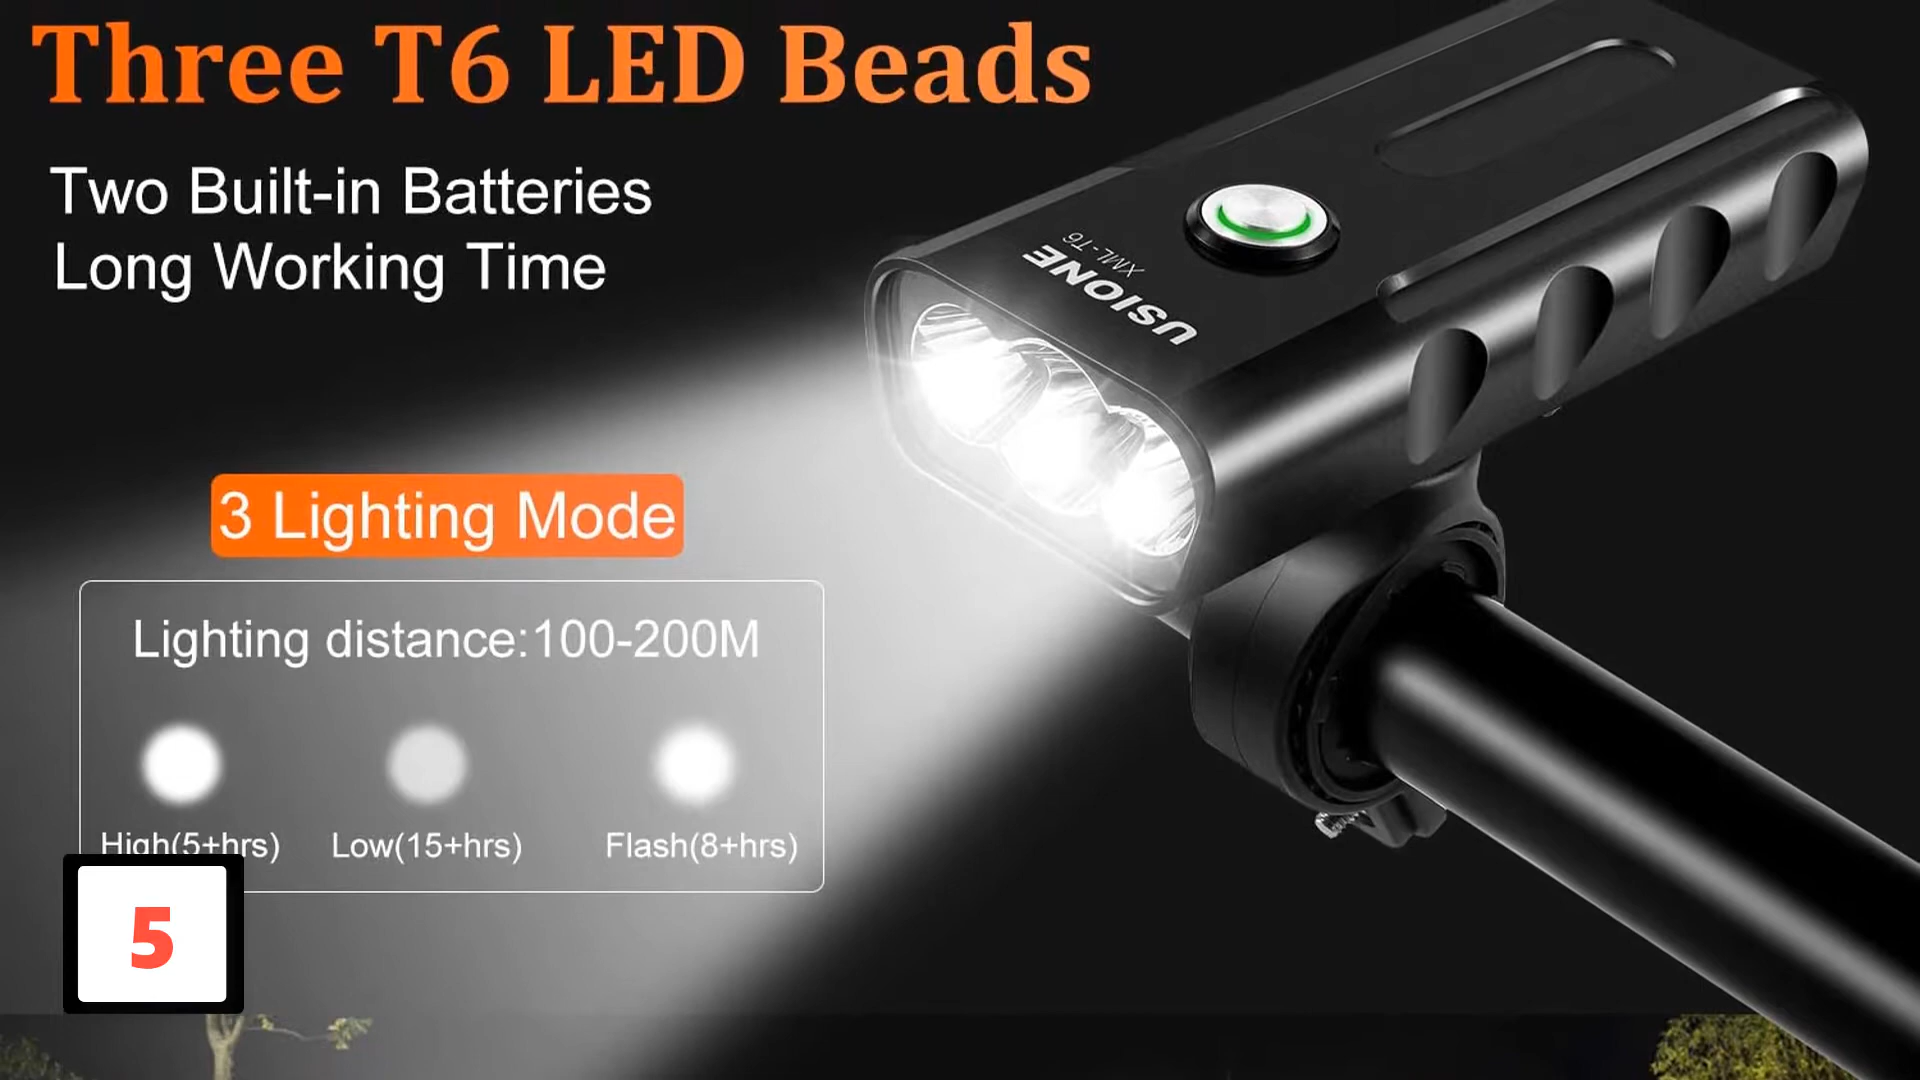 Three T6 LED Beads
Two Built-in Batteries
Long Working Time
USIONE
XML-T6
3 Lighting Mode
Lighting distance:100-200M
High(5+hrs)
Low(15+hrs)
Flash(8+hrs)
5